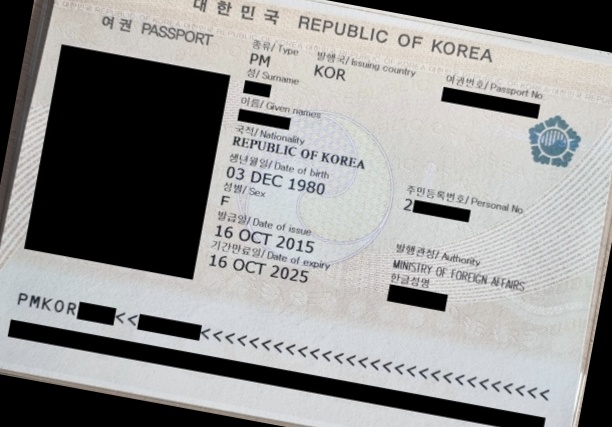 대한민국 REPUBLIC OF KOREA
여권 PASSPORT
종류/ Type 발행국/ Issuing country 여권번호/ Passport No
PM KOR
성/ Surname
이름/ Given names
국적/ Nationality
REPUBLIC OF KOREA
생년월일/ Date of birth
03 DEC 1980
성별/ Sex 주민등록번호/ Personal No
F 2
발급일/ Date of issue 발행관청/ Authority
16 OCT 2015 MINISTRY OF FOREIGN AFFAIRS
기간만료일/ Date of expiry 한글성명
16 OCT 2025
PMKOR<<<<<<<<<<<<<<<<<<<<<<<<<<<<<<<